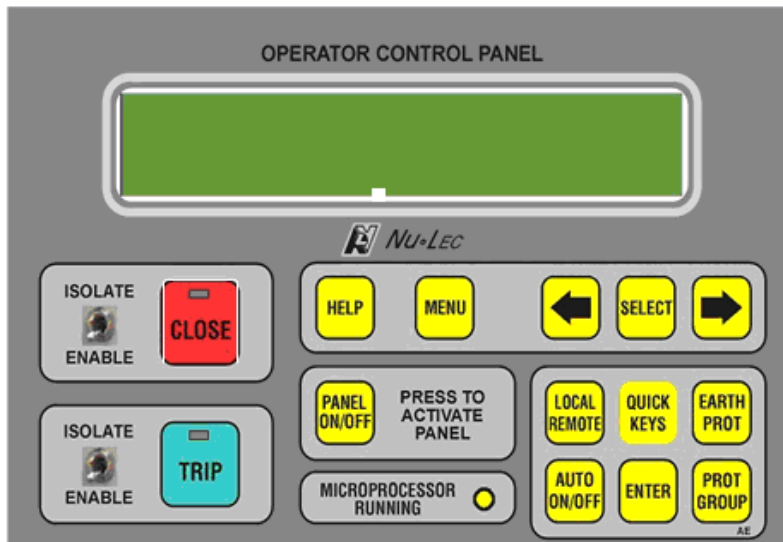 OPERATOR CONTROL PANEL
NU•LEC
ISOLATE
ENABLE
CLOSE
HELP
MENU
SELECT
ISOLATE
ENABLE
TRIP
PANEL
ON/OFF
PRESS TO
ACTIVATE
PANEL
MICROPROCESSOR
RUNNING
LOCAL
REMOTE
QUICK
KEYS
EARTH
PROT
AUTO
ON/OFF
ENTER
PROT
GROUP
AE